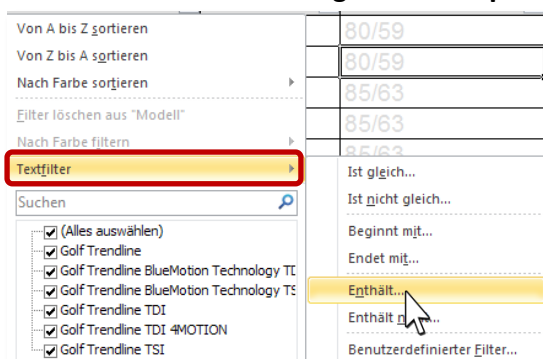 Von A bis Z sortieren
Von Z bis A sortieren
Nach Farbe sortieren
Filter löschen aus "Modell"
Nach Farbe filtern
Textfilter
Suchen
(Alles auswählen)
Golf Trendline
Golf Trendline BlueMotion Technology
Golf Trendline BlueMotion Technology
Golf Trendline TDI
Golf Trendline TDI 4MOTION
Golf Trendline TSI
80/59
80/59
85/63
85/63
85/63
Ist gleich...
Ist nicht gleich...
Beginnt mit...
Endet mit...
Enthält...
Enthält
Benutzerdefinierter Filter...